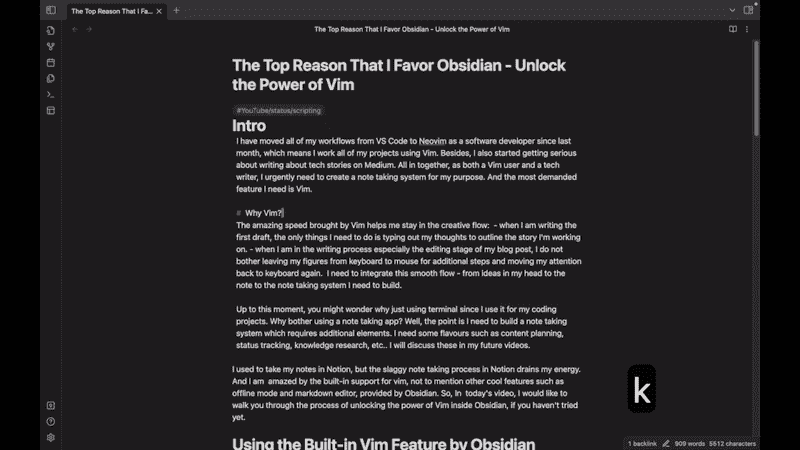 The Top Reason That I Fa...
The Top Reason That I Favor Obsidian - Unlock the Power of Vim
The Top Reason That I Favor Obsidian - Unlock
the Power of Vim
#YouTube/status/scripting
Intro
I have moved all of my workflows from VS Code to Neovim as a software developer since last
month, which means I work all of my projects using Vim. Besides, I also started getting serious
about writing about tech stories on Medium. All in together, as both a Vim user and a tech
writer, I urgently need to create a note taking system for my purpose. And the most demanded
feature I need is Vim.
# Why Vim?
The amazing speed brought by Vim helps me stay in the creative flow: - when I am writing the
first draft, the only things I need to do is typing out my thoughts to outline the story I'm working
on. - when I am in the writing process especially the editing stage of my blog post, I do not
bother leaving my figures from keyboard to mouse for additional steps and moving my attention
back to keyboard again. I need to integrate this smooth flow - from ideas in my head to the
note to the note taking system I need to build.
Up to this moment, you might wonder why just using terminal since I use it for my coding
projects. Why bother using a note taking app? Well, the point is I need to build a note taking
system which requires additional elements. I need some flavours such as content planning,
status tracking, knowledge research, etc.. I will discuss these in my future videos.
I used to take my notes in Notion, but the slaggy note taking process in Notion drains my energy.
And I am amazed by the built-in support for vim, not to mention other cool features such as
offline mode and markdown editor, provided by Obsidian. So, In today's video, I would like to
walk you through the process of unlocking the power of Vim inside Obsidian, if you haven't tried
yet.
k
Using the Built-in Vim Feature by Obsidian
1 backlink 909 words 5512 characters